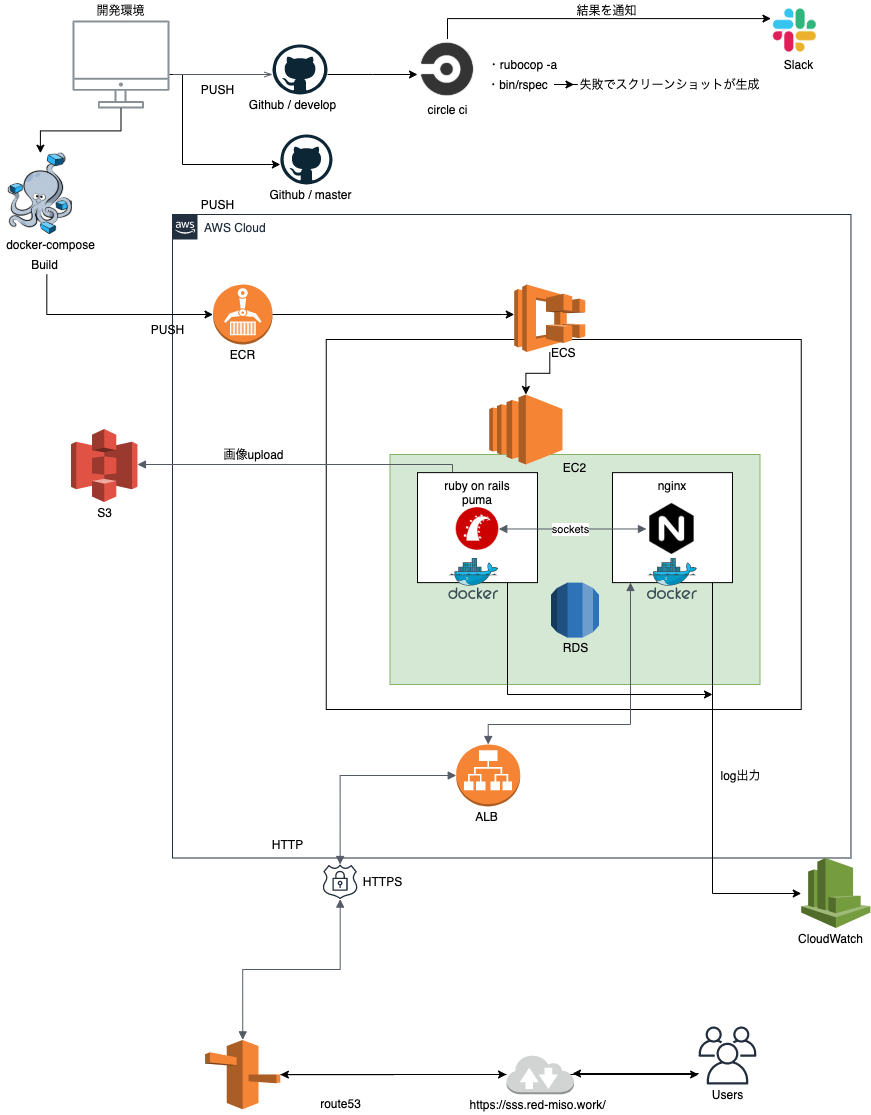 開発環境
結果を通知
Slack
PUSH
Github / develop
circle ci
・rubocop -a
・bin/rspec
失敗でスクリーンショットが生成
Github / master
PUSH
docker-compose
Build
aws
AWS Cloud
PUSH
ECR
ECS
EC2
画像upload
S3
ruby on rails
puma
nginx
N
sockets
docker
docker
RDS
ALB
log出力
HTTP
HTTPS
CloudWatch
route53
https://sss.red-miso.work/
Users